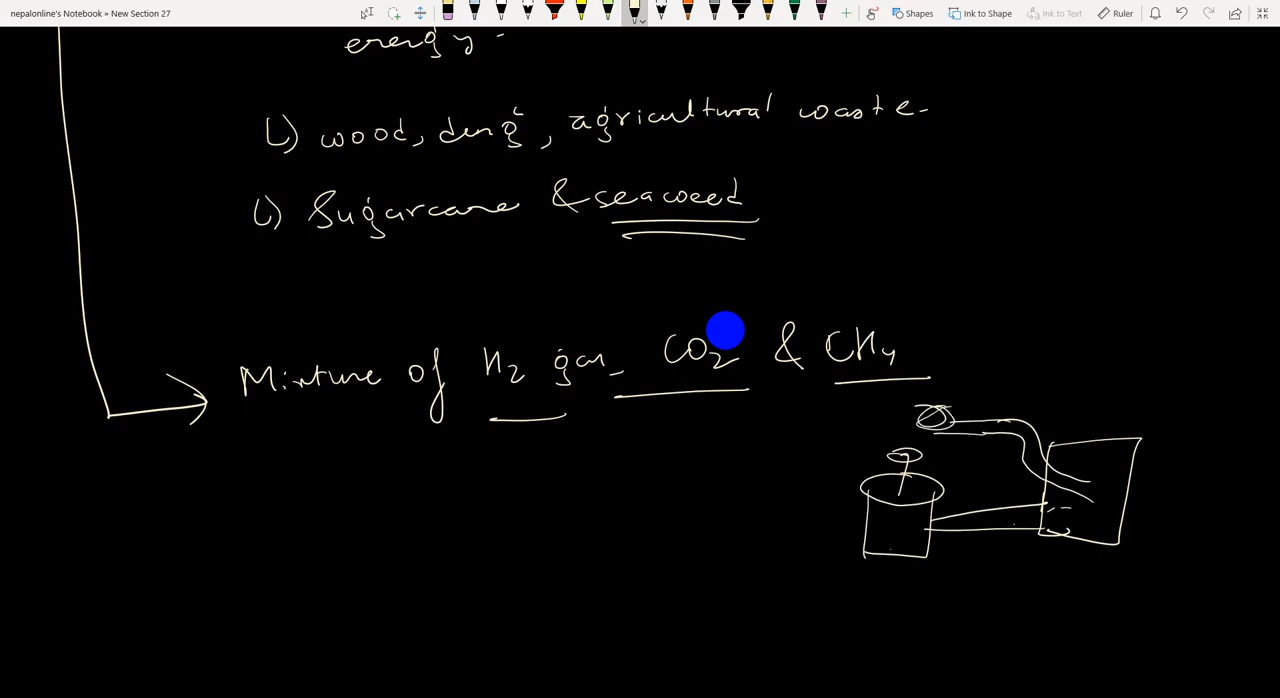 nepalonline's Notebook » New Section 27
Shapes Ink to Shape Ink to Text Ruler
energy.
↳) wood, dung, agricultural waste.
↳) Sugarcane & seaweed
Mixture of H2 gas, CO2 & CH4